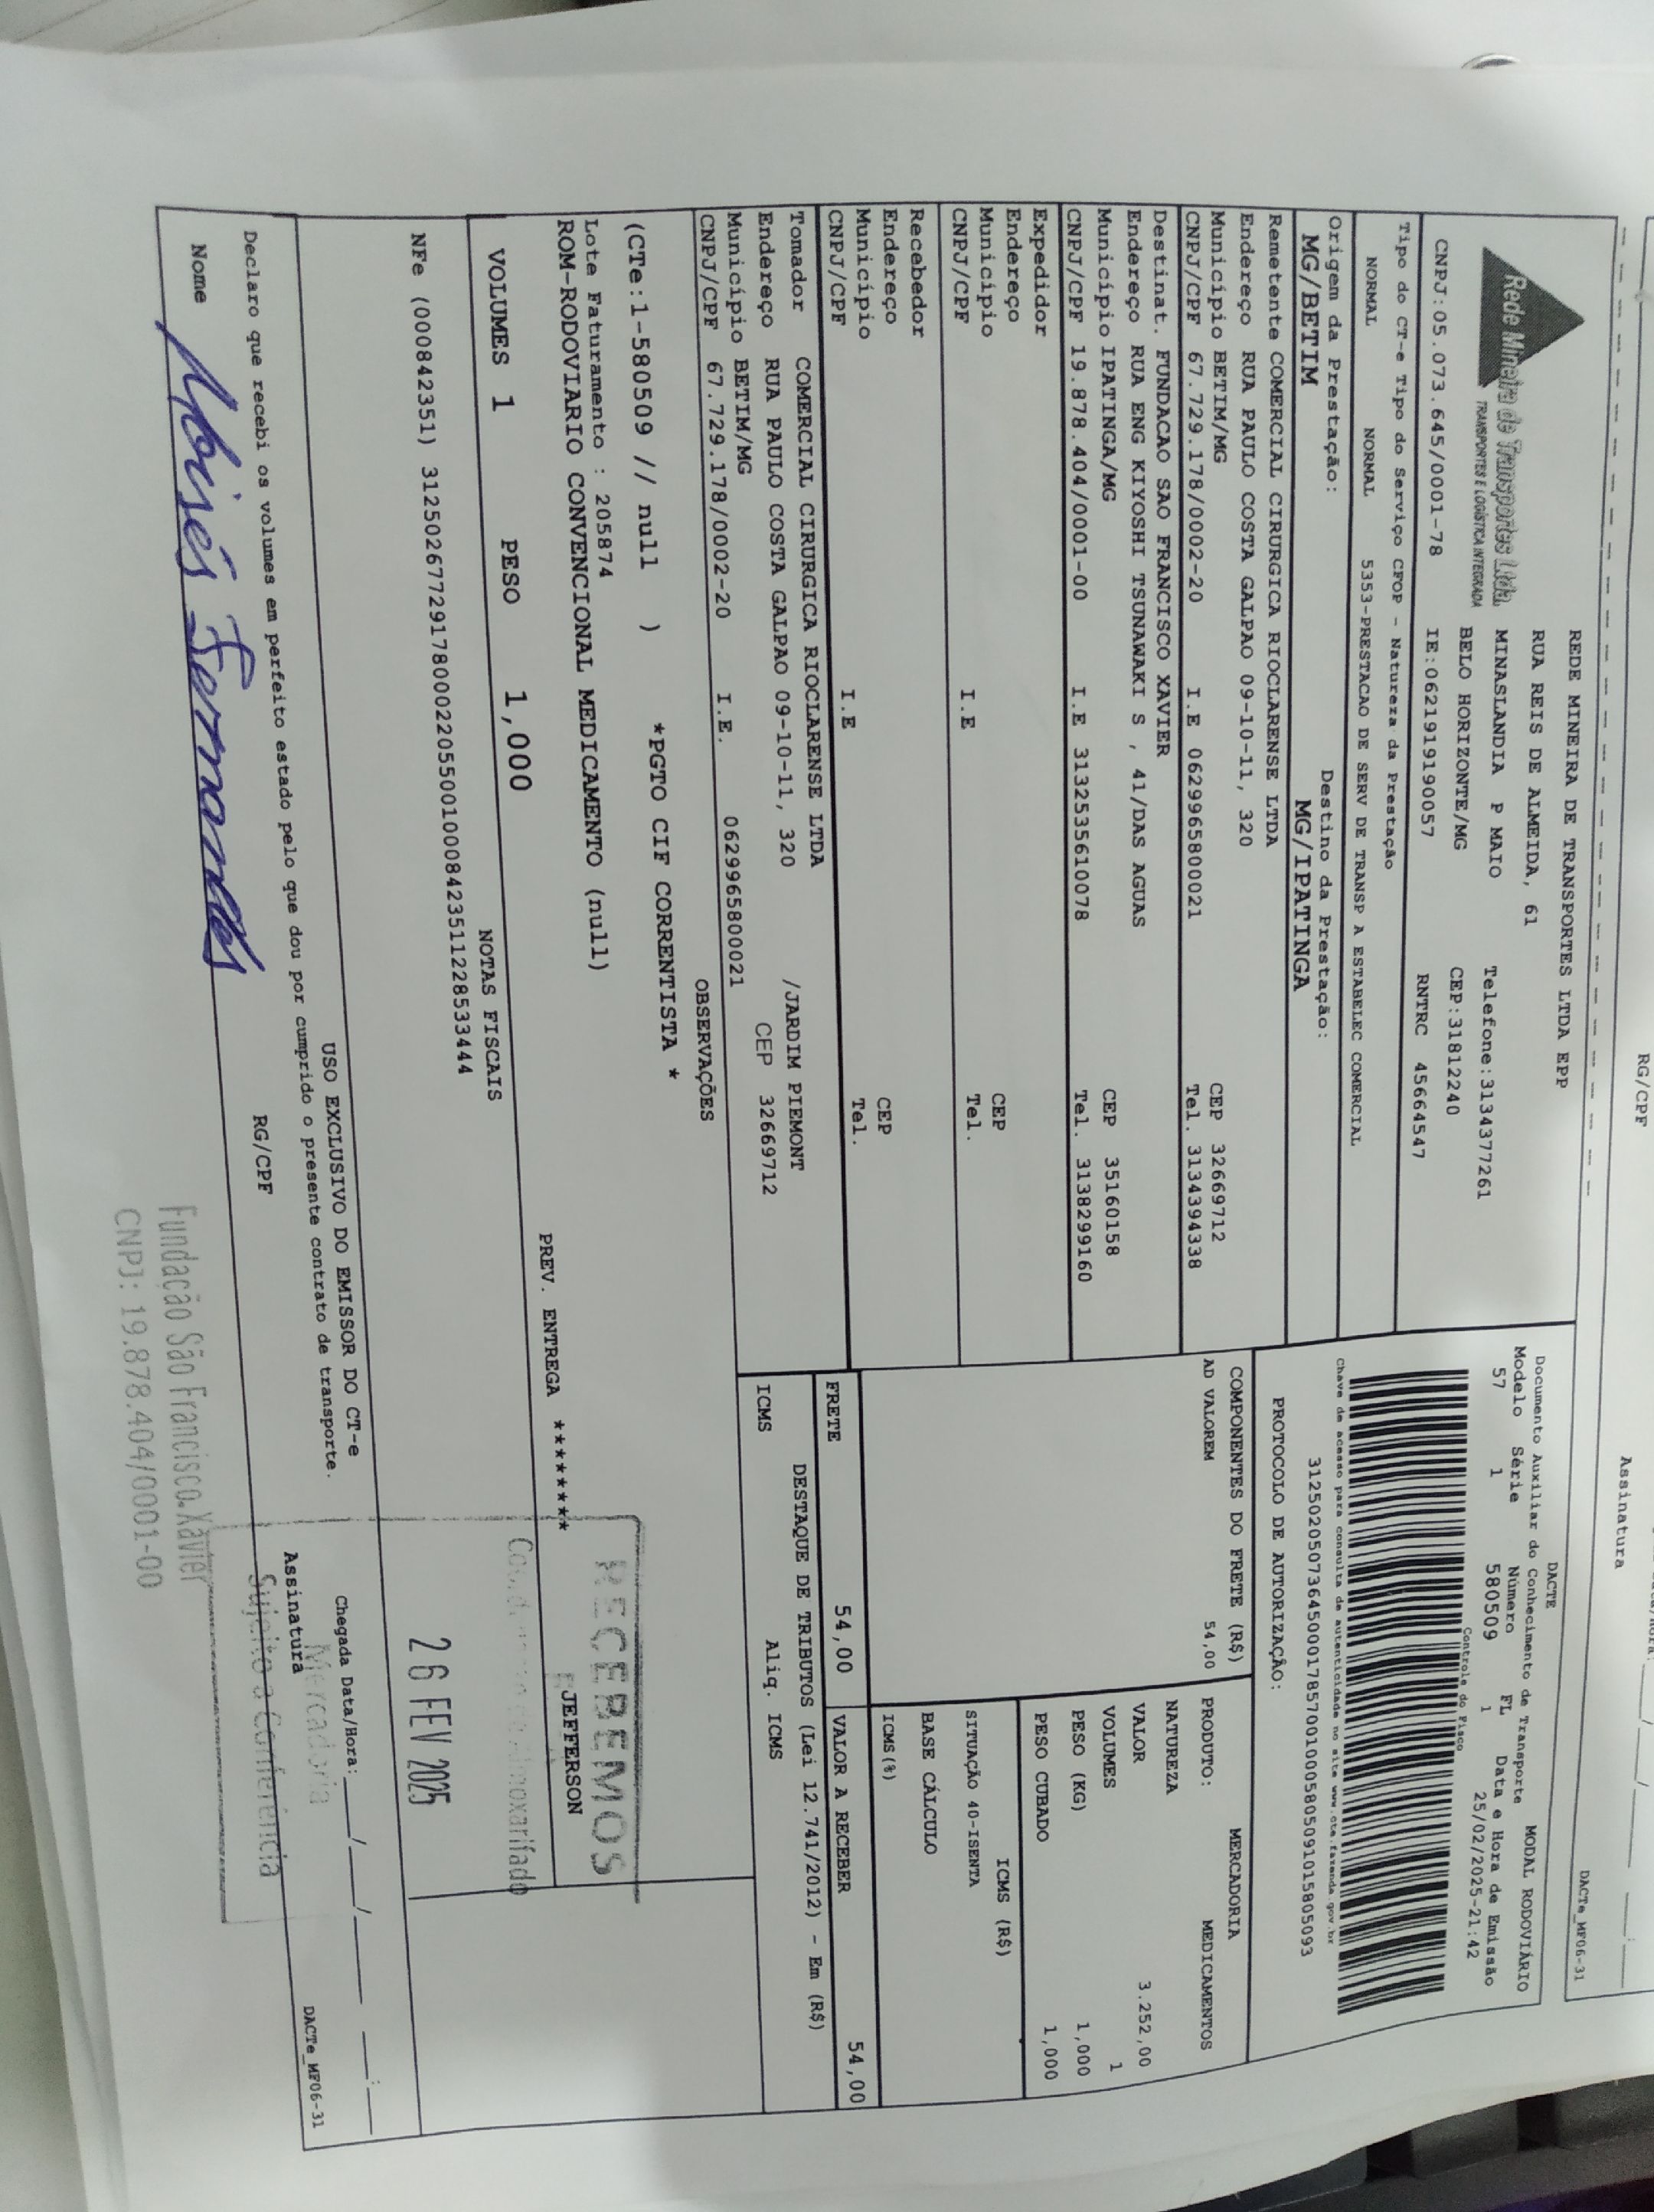 RG/CPF
Assinatura
DACTe_MF06-31
Rede Mineira de Transportes Ltda.
TRANSPORTES E LOGÍSTICA INTEGRADA
REDE MINEIRA DE TRANSPORTES LTDA EPP
RUA REIS DE ALMEIDA, 61
MINASLANDIA P MAIO Telefone:3134377261
BELO HORIZONTE/MG CEP:31812240
CNPJ:05.073.645/0001-78 IE:0621919190057 RNTRC 45664547
DACTE MODAL RODOVIÁRIO
Documento Auxiliar do Conhecimento de Transporte
Modelo Série Número FL Data e Hora de Emissão
57 1 580509 1 25/02/2025-21:42
Controle do Fisco
Chave de acesso para consulta de autenticidade no site www.cte.fazenda.gov.br
31250205073645000178570010005805091015805093
PROTOCOLO DE AUTORIZAÇÃO:
Tipo do CT-e Tipo do Serviço CFOP - Natureza da Prestação
NORMAL NORMAL 5353-PRESTACAO DE SERV DE TRANSP A ESTABELEC COMERCIAL
Origem da Prestação: Destino da Prestação:
MG/BETIM MG/IPATINGA
Remetente COMERCIAL CIRURGICA RIOCLARENSE LTDA
Endereço RUA PAULO COSTA GALPAO 09-10-11, 320
Município BETIM/MG CEP 32669712
CNPJ/CPF 67.729.178/0002-20 I.E 0629965800021 Tel. 3134394338
Destinat. FUNDACAO SAO FRANCISCO XAVIER
Endereço RUA ENG KIYOSHI TSUNAWAKI S , 41/DAS AGUAS
Município IPATINGA/MG CEP 35160158
CNPJ/CPF 19.878.404/0001-00 I.E 3132535610078 Tel. 3138299160
Expedidor
Endereço
Município CEP
CNPJ/CPF I.E Tel.
Recebedor
Endereço
Município CEP
CNPJ/CPF I.E Tel.
Tomador COMERCIAL CIRURGICA RIOCLARENSE LTDA
Endereço RUA PAULO COSTA GALPAO 09-10-11, 320 /JARDIM PIEMONT
Município BETIM/MG CEP 32669712
CNPJ/CPF 67.729.178/0002-20 I.E. 0629965800021
COMPONENTES DO FRETE (R$)
AD VALOREM 54,00
MERCADORIA
PRODUTO: MEDICAMENTOS
NATUREZA
VALOR 3.252,00
VOLUMES 1
PESO (KG) 1,000
PESO CUBADO 1,000
ICMS (R$)
SITUAÇÃO 40-ISENTA
BASE CÁLCULO
ICMS(%)
FRETE 54,00 VALOR A RECEBER 54,00
DESTAQUE DE TRIBUTOS (Lei 12.741/2012) - Em (R$)
ICMS Aliq. ICMS
OBSERVAÇÕES
(CTe:1-580509 // null ) *PGTO CIF CORRENTISTA *
Lote Faturamento : 205874
ROM-RODOVIARIO CONVENCIONAL MEDICAMENTO (null)
PREV. ENTREGA ******** JEFFERSON
VOLUMES 1 PESO 1,000
NOTAS FISCAIS
NFe (000842351) 31250267729178000220550010008423511228533444
RECEBEMOS
Almoxarifado
26 FEV 2025
Mercadoria
Sujeito a Conferência
Fundação São Francisco Xavier
CNPJ: 19.878.404/0001-00
USO EXCLUSIVO DO EMISSOR DO CT-e
Declaro que recebi os volumes em perfeito estado pelo que dou por cumprido o presente contrato de transporte.
Chegada Data/Hora:___/___/_____ ___:___
Nome Moisés Fernandes RG/CPF Assinatura
DACTe_MF06-31